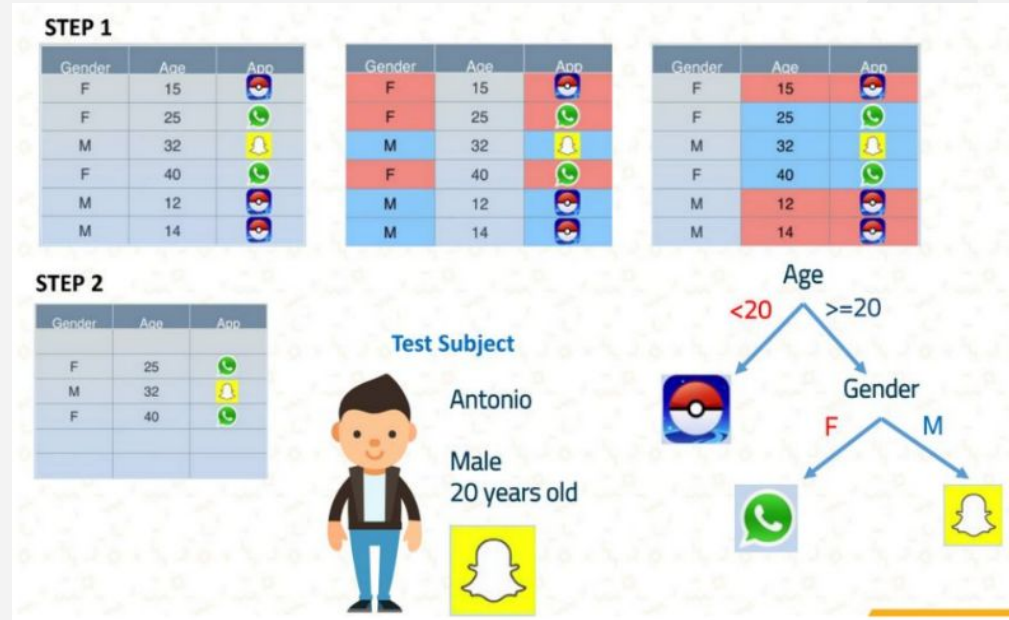 STEP 1
Gender Age App
F 15
F 25
M 32
F 40
M 12
M 14
Gender Age App
F 15
F 25
M 32
F 40
M 12
M 14
Gender Age App
F 15
F 25
M 32
F 40
M 12
M 14
STEP 2
Gender Age App
F 25
M 32
F 40
Test Subject
Antonio
Male
20 years old
Age
<20 >=20
Gender
F M